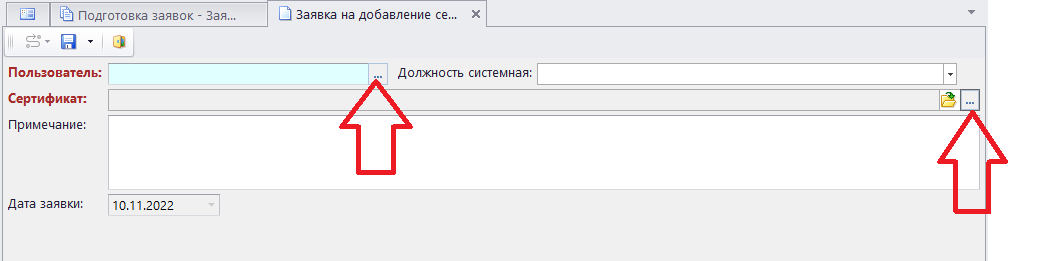 Подготовка заявок - Зая...
Заявка на добавление се...
Пользователь: ... Должность системная:
Сертификат: ...
Примечание:
Дата заявки: 10.11.2022